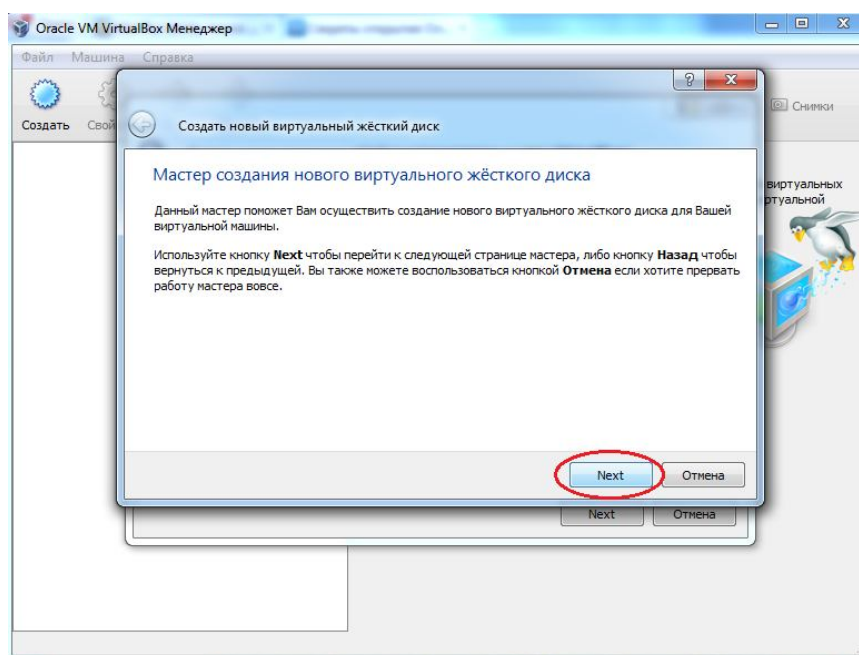 Oracle VM VirtualBox Менеджер
Файл Машина Справка
Создать Свой
Снимки
Создать новый виртуальный жёсткий диск
Мастер создания нового виртуального жёсткого диска
Данный мастер поможет Вам осуществить создание нового виртуального жёсткого диска для Вашей
виртуальной машины.
Используйте кнопку Next чтобы перейти к следующей странице мастера, либо кнопку Назад чтобы
вернуться к предыдущей. Вы также можете воспользоваться кнопкой Отмена если хотите прервать
работу мастера вовсе.
виртуальных
ртуальной
Next Отмена
Next Отмена